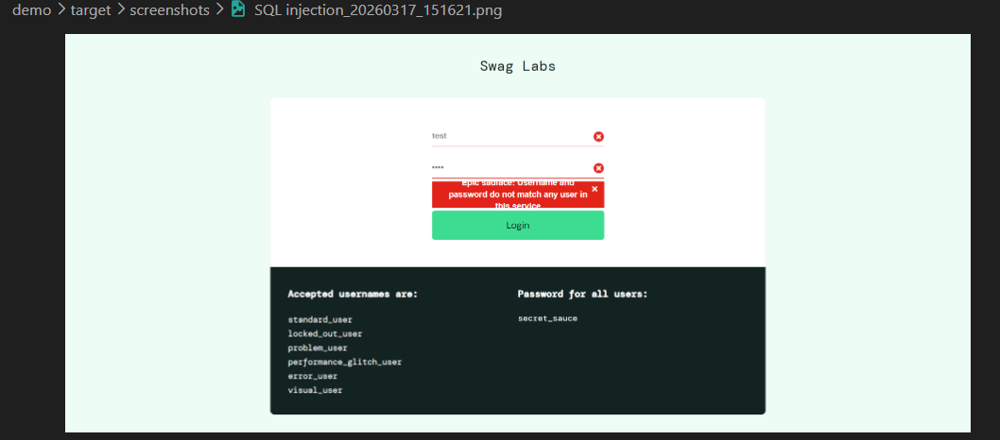 demo > target > screenshots > SQL injection_20260317_151621.png
Swag Labs
test
••••
Epic sadface: Username and
password do not match any user in
this service
Login
Accepted usernames are:
standard_user
locked_out_user
problem_user
performance_glitch_user
error_user
visual_user
Password for all users:
secret_sauce